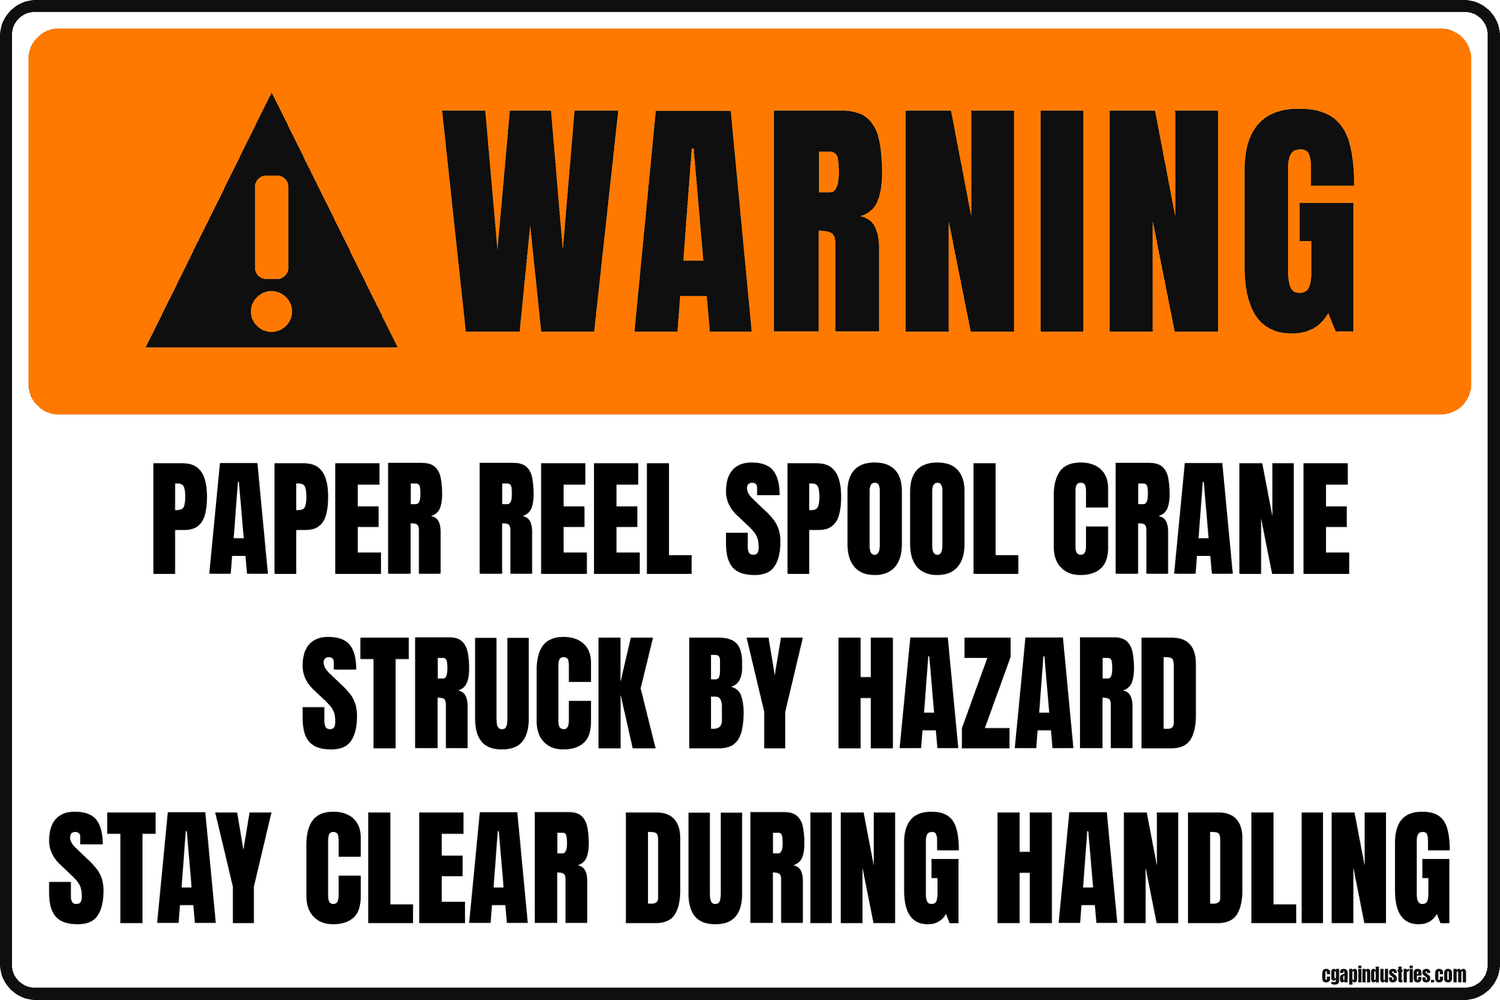 WARNING
PAPER REEL SPOOL CRANE
STRUCK BY HAZARD
STAY CLEAR DURING HANDLING
cgapindustries.com